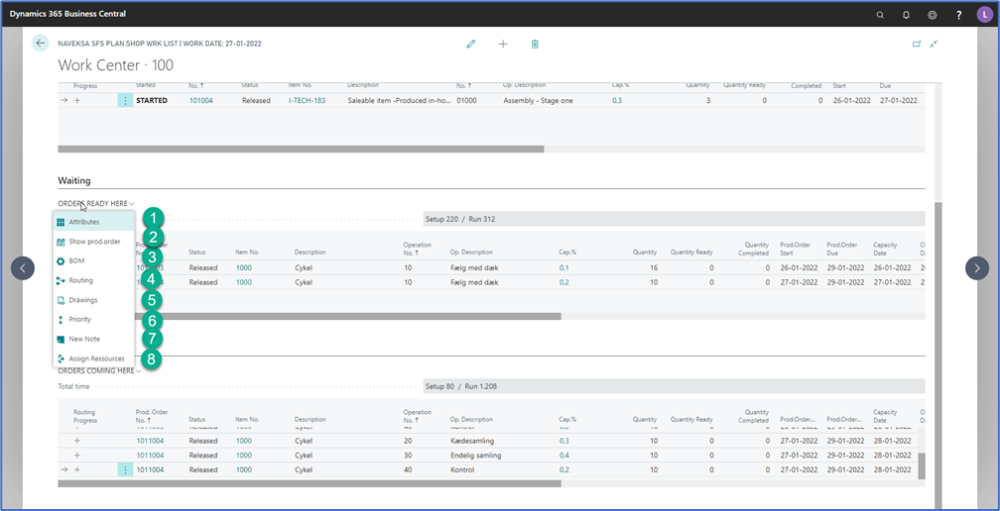 Dynamics 365 Business Central
? L
NAVEKSA SFS PLAN.SHOP WRK LIST | WORK DATE: 27-01-2022
Work Center · 100
Progress Started No. ↑ Status Item No. Description No. ↑ Op. Description Cap.% Quantity Quantity Ready Completed Start Due
→ + STARTED 101004 Released I-TECH-183 Saleable item -Produced in-ho... 01000 Assembly - Stage one 0.3 3 0 0 26-01-2022 27-01-2022
Waiting
ORDERS READY HERE
Attributes 1 Setup 220 / Run 312
Show prod.order 2
Status Item No. Description Operation No. ↑ Op. Description Cap.% Quantity Quantity Ready Quantity Completed Prod.Order Start Prod.Order Due Capacity Date
BOM 3 Released 1000 Cykel 10 Fælg med dæk 0.1 16 0 0 26-01-2022 29-01-2022 26-01-2022
Routing 4 Released 1000 Cykel 10 Fælg med dæk 0.2 10 0 0 27-01-2022 29-01-2022 27-01-2022
Drawings 5
Priority 6
New Note 7
Assign Ressources 8
ORDERS COMING HERE
Total time Setup 80 / Run 1.208
Routing Progress Prod. Order No. ↑ Status Item No. Description Operation No. ↑ Op. Description Cap.% Quantity Quantity Ready Quantity Completed Prod.Order... Prod.Order... Capacity Date
+ 1011004 Released 1000 Cykel 20 Kædesamling 0.3 10 0 0 27-01-2022 29-01-2022 28-01-2022
+ 1011004 Released 1000 Cykel 30 Endelig samling 0.4 10 0 0 27-01-2022 29-01-2022 28-01-2022
→ + 1011004 Released 1000 Cykel 40 Kontrol 0.2 10 0 0 27-01-2022 29-01-2022 28-01-2022